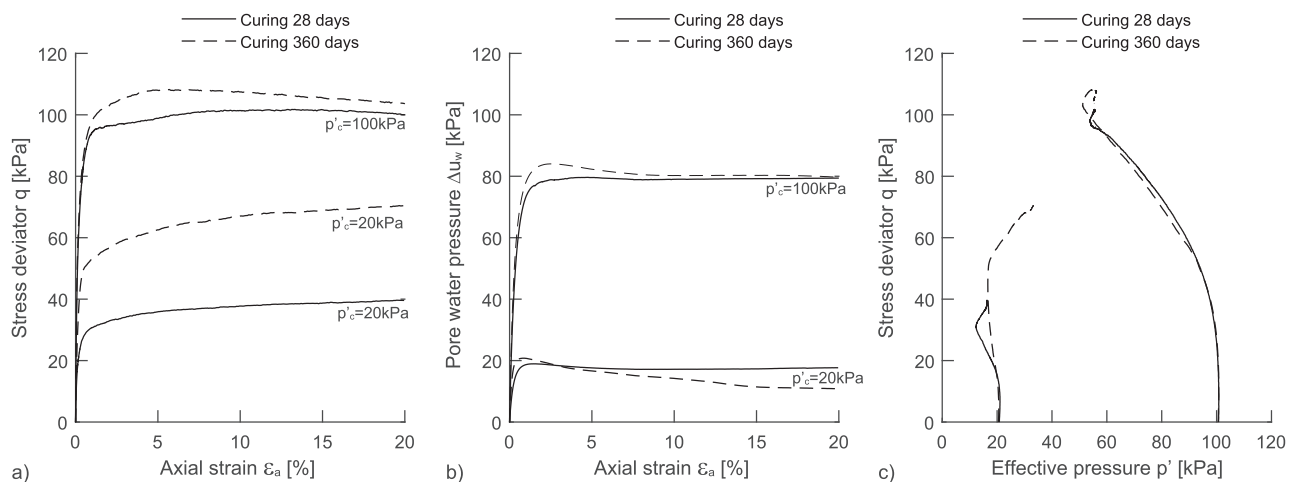 Curing 28 days
Curing 360 days
120
100
80
60
40
20
0
Stress deviator q [kPa]
p'c=100kPa
p'c=20kPa
p'c=20kPa
0 5 10 15 20
a) Axial strain εa [%]
Curing 28 days
Curing 360 days
120
100
80
60
40
20
0
Pore water pressure Δuw [kPa]
p'c=100kPa
p'c=20kPa
0 5 10 15 20
b) Axial strain εa [%]
Curing 28 days
Curing 360 days
120
100
80
60
40
20
0
Stress deviator q [kPa]
0 20 40 60 80 100 120
c) Effective pressure p' [kPa]